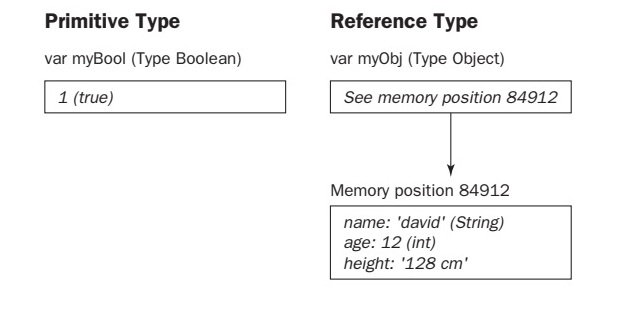 Primitive Type
var myBool (Type Boolean)
1 (true)
Reference Type
var myObj (Type Object)
See memory position 84912
Memory position 84912
name: 'david' (String)
age: 12 (int)
height: '128 cm'